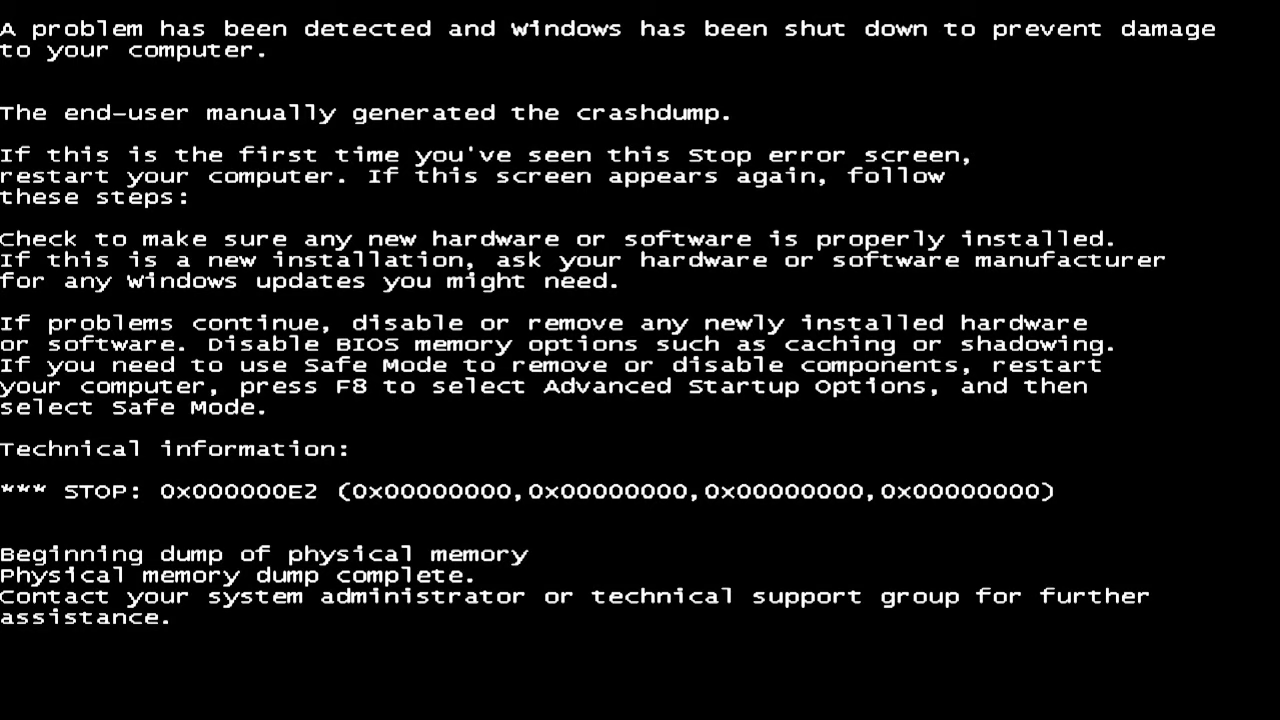 A problem has been detected and Windows has been shut down to prevent damage
to your computer.
The end-user manually generated the crashdump.
If this is the first time you've seen this Stop error screen,
restart your computer. If this screen appears again, follow
these steps:
Check to make sure any new hardware or software is properly installed.
If this is a new installation, ask your hardware or software manufacturer
for any Windows updates you might need.
If problems continue, disable or remove any newly installed hardware
or software. Disable BIOS memory options such as caching or shadowing.
If you need to use Safe Mode to remove or disable components, restart
your computer, press F8 to select Advanced Startup Options, and then
select Safe Mode.
Technical information:
*** STOP: 0x000000E2 (0x00000000,0x00000000,0x00000000,0x00000000)
Beginning dump of physical memory
Physical memory dump complete.
Contact your system administrator or technical support group for further
assistance.